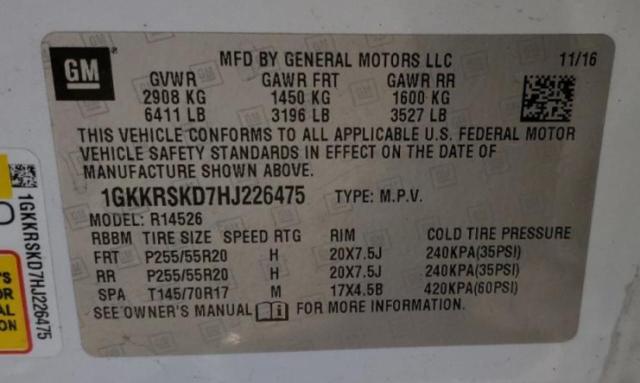 GM
MFD BY GENERAL MOTORS LLC 11/16
GVWR GAWR FRT GAWR RR
2908 KG 1450 KG 1600 KG
6411 LB 3196 LB 3527 LB
THIS VEHICLE CONFORMS TO ALL APPLICABLE U.S. FEDERAL MOTOR
VEHICLE SAFETY STANDARDS IN EFFECT ON THE DATE OF
MANUFACTURE SHOWN ABOVE.
1GKKRSKD7HJ226475 TYPE: M.P.V.
MODEL: R14526
RBBM TIRE SIZE SPEED RTG RIM COLD TIRE PRESSURE
FRT P255/55R20 H 20X7.5J 240KPA(35PSI)
RR P255/55R20 H 20X7.5J 240KPA(35PSI)
SPA T145/70R17 M 17X4.5B 420KPA(60PSI)
SEE OWNER'S MANUAL FOR MORE INFORMATION.
1GKKRSKD7HJ226475
'S
OR
AL
ON